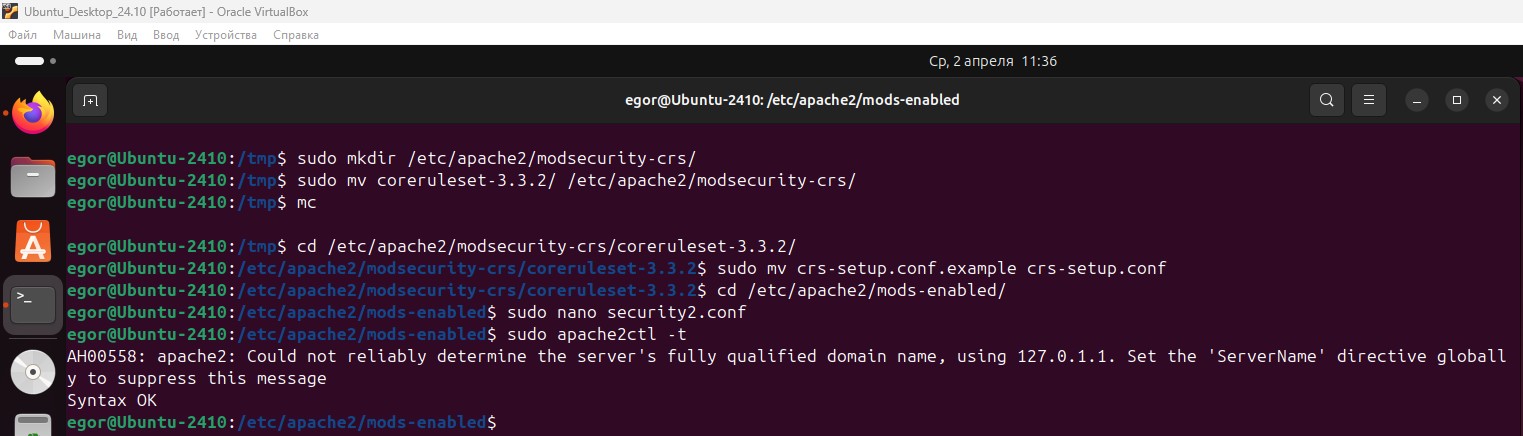 Ubuntu_Desktop_24.10 [Работает] - Oracle VirtualBox
Файл Машина Вид Ввод Устройства Справка
Ср, 2 апреля 11:36
egor@Ubuntu-2410: /etc/apache2/mods-enabled
egor@Ubuntu-2410:/tmp$ sudo mkdir /etc/apache2/modsecurity-crs/
egor@Ubuntu-2410:/tmp$ sudo mv coreruleset-3.3.2/ /etc/apache2/modsecurity-crs/
egor@Ubuntu-2410:/tmp$ mc
egor@Ubuntu-2410:/tmp$ cd /etc/apache2/modsecurity-crs/coreruleset-3.3.2/
egor@Ubuntu-2410:/etc/apache2/modsecurity-crs/coreruleset-3.3.2$ sudo mv crs-setup.conf.example crs-setup.conf
egor@Ubuntu-2410:/etc/apache2/modsecurity-crs/coreruleset-3.3.2$ cd /etc/apache2/mods-enabled/
egor@Ubuntu-2410:/etc/apache2/mods-enabled$ sudo nano security2.conf
egor@Ubuntu-2410:/etc/apache2/mods-enabled$ sudo apache2ctl -t
AH00558: apache2: Could not reliably determine the server's fully qualified domain name, using 127.0.1.1. Set the 'ServerName' directive globall
y to suppress this message
Syntax OK
egor@Ubuntu-2410:/etc/apache2/mods-enabled$